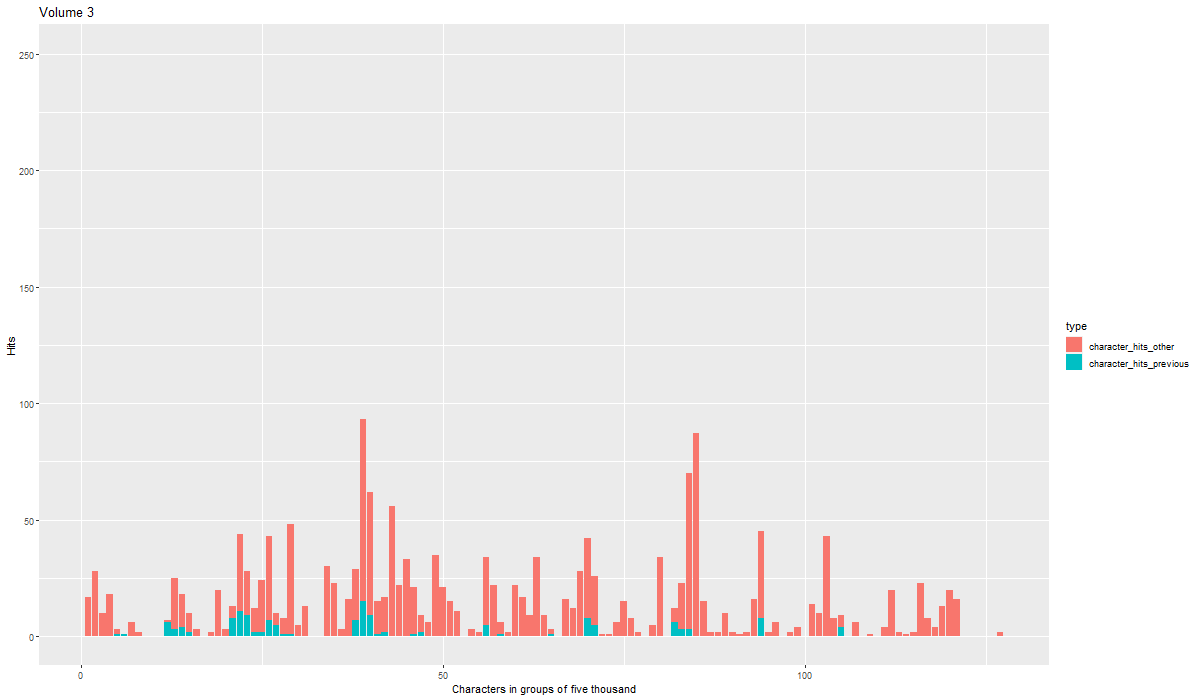 Volume 3
250
200
150
100
50
0
Hits
0 50 100
Characters in groups of five thousand
type
character_hits_other
character_hits_previous